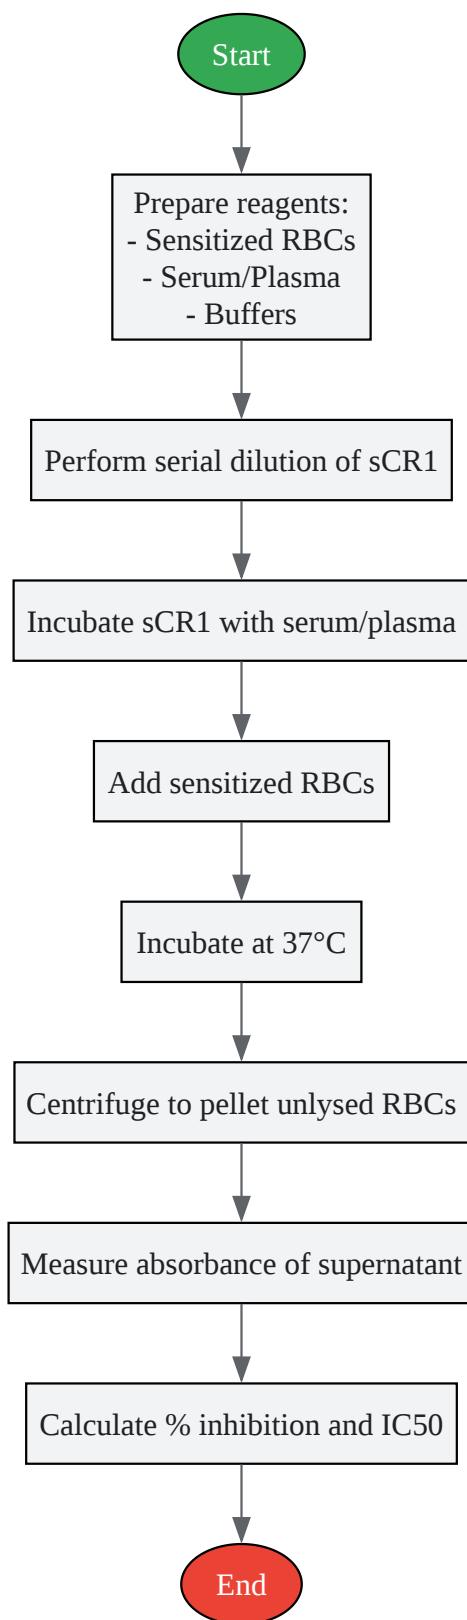 Start
Prepare reagents:
- Sensitized RBCs
- Serum/Plasma
- Buffers
Perform serial dilution of sCR1
Incubate sCR1 with serum/plasma
Add sensitized RBCs
Incubate at 37°C
Centrifuge to pellet unlysed RBCs
Measure absorbance of supernatant
Calculate % inhibition and IC50
End